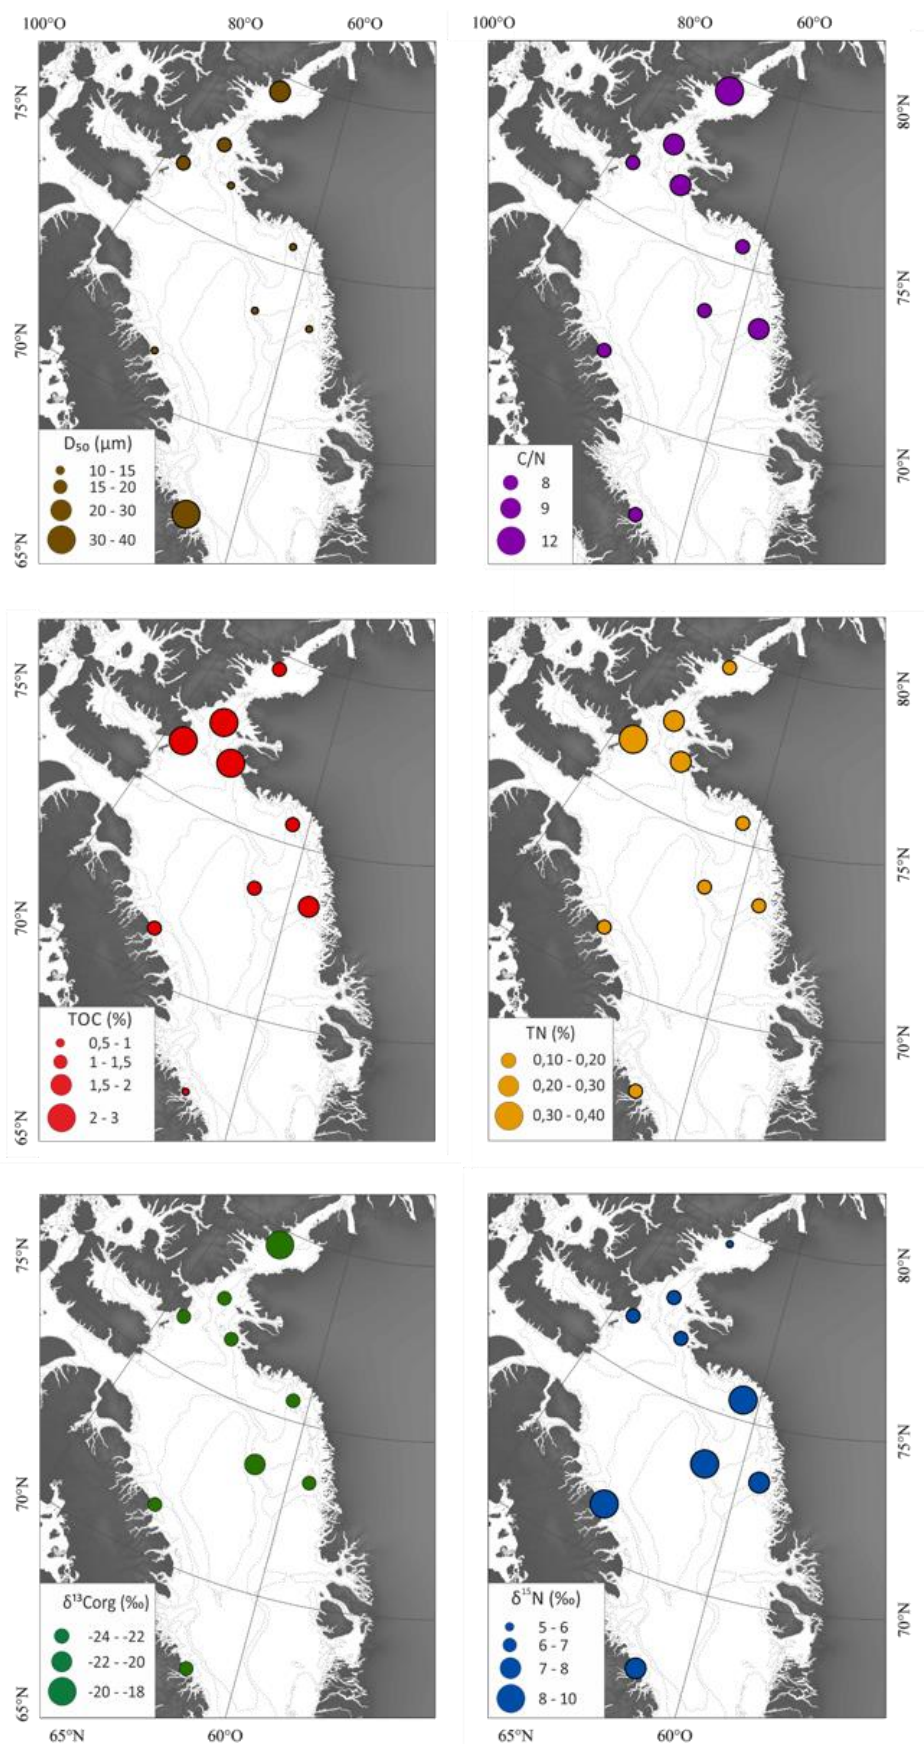 100°O 80°O 60°O
100°O 80°O 60°O
75°N
80°N
75°N
70°N
70°N
65°N
D₅₀ (µm)
10 - 15
15 - 20
20 - 30
30 - 40
C/N
8
9
12
75°N
80°N
75°N
70°N
70°N
65°N
TOC (%)
0,5 - 1
1 - 1,5
1,5 - 2
2 - 3
TN (%)
0,10 - 0,20
0,20 - 0,30
0,30 - 0,40
75°N
80°N
75°N
70°N
70°N
65°N
δ¹³Corg (‰)
-24 - -22
-22 - -20
-20 - -18
δ¹⁵N (‰)
5 - 6
6 - 7
7 - 8
8 - 10
65°N 60°O
65°N 60°O